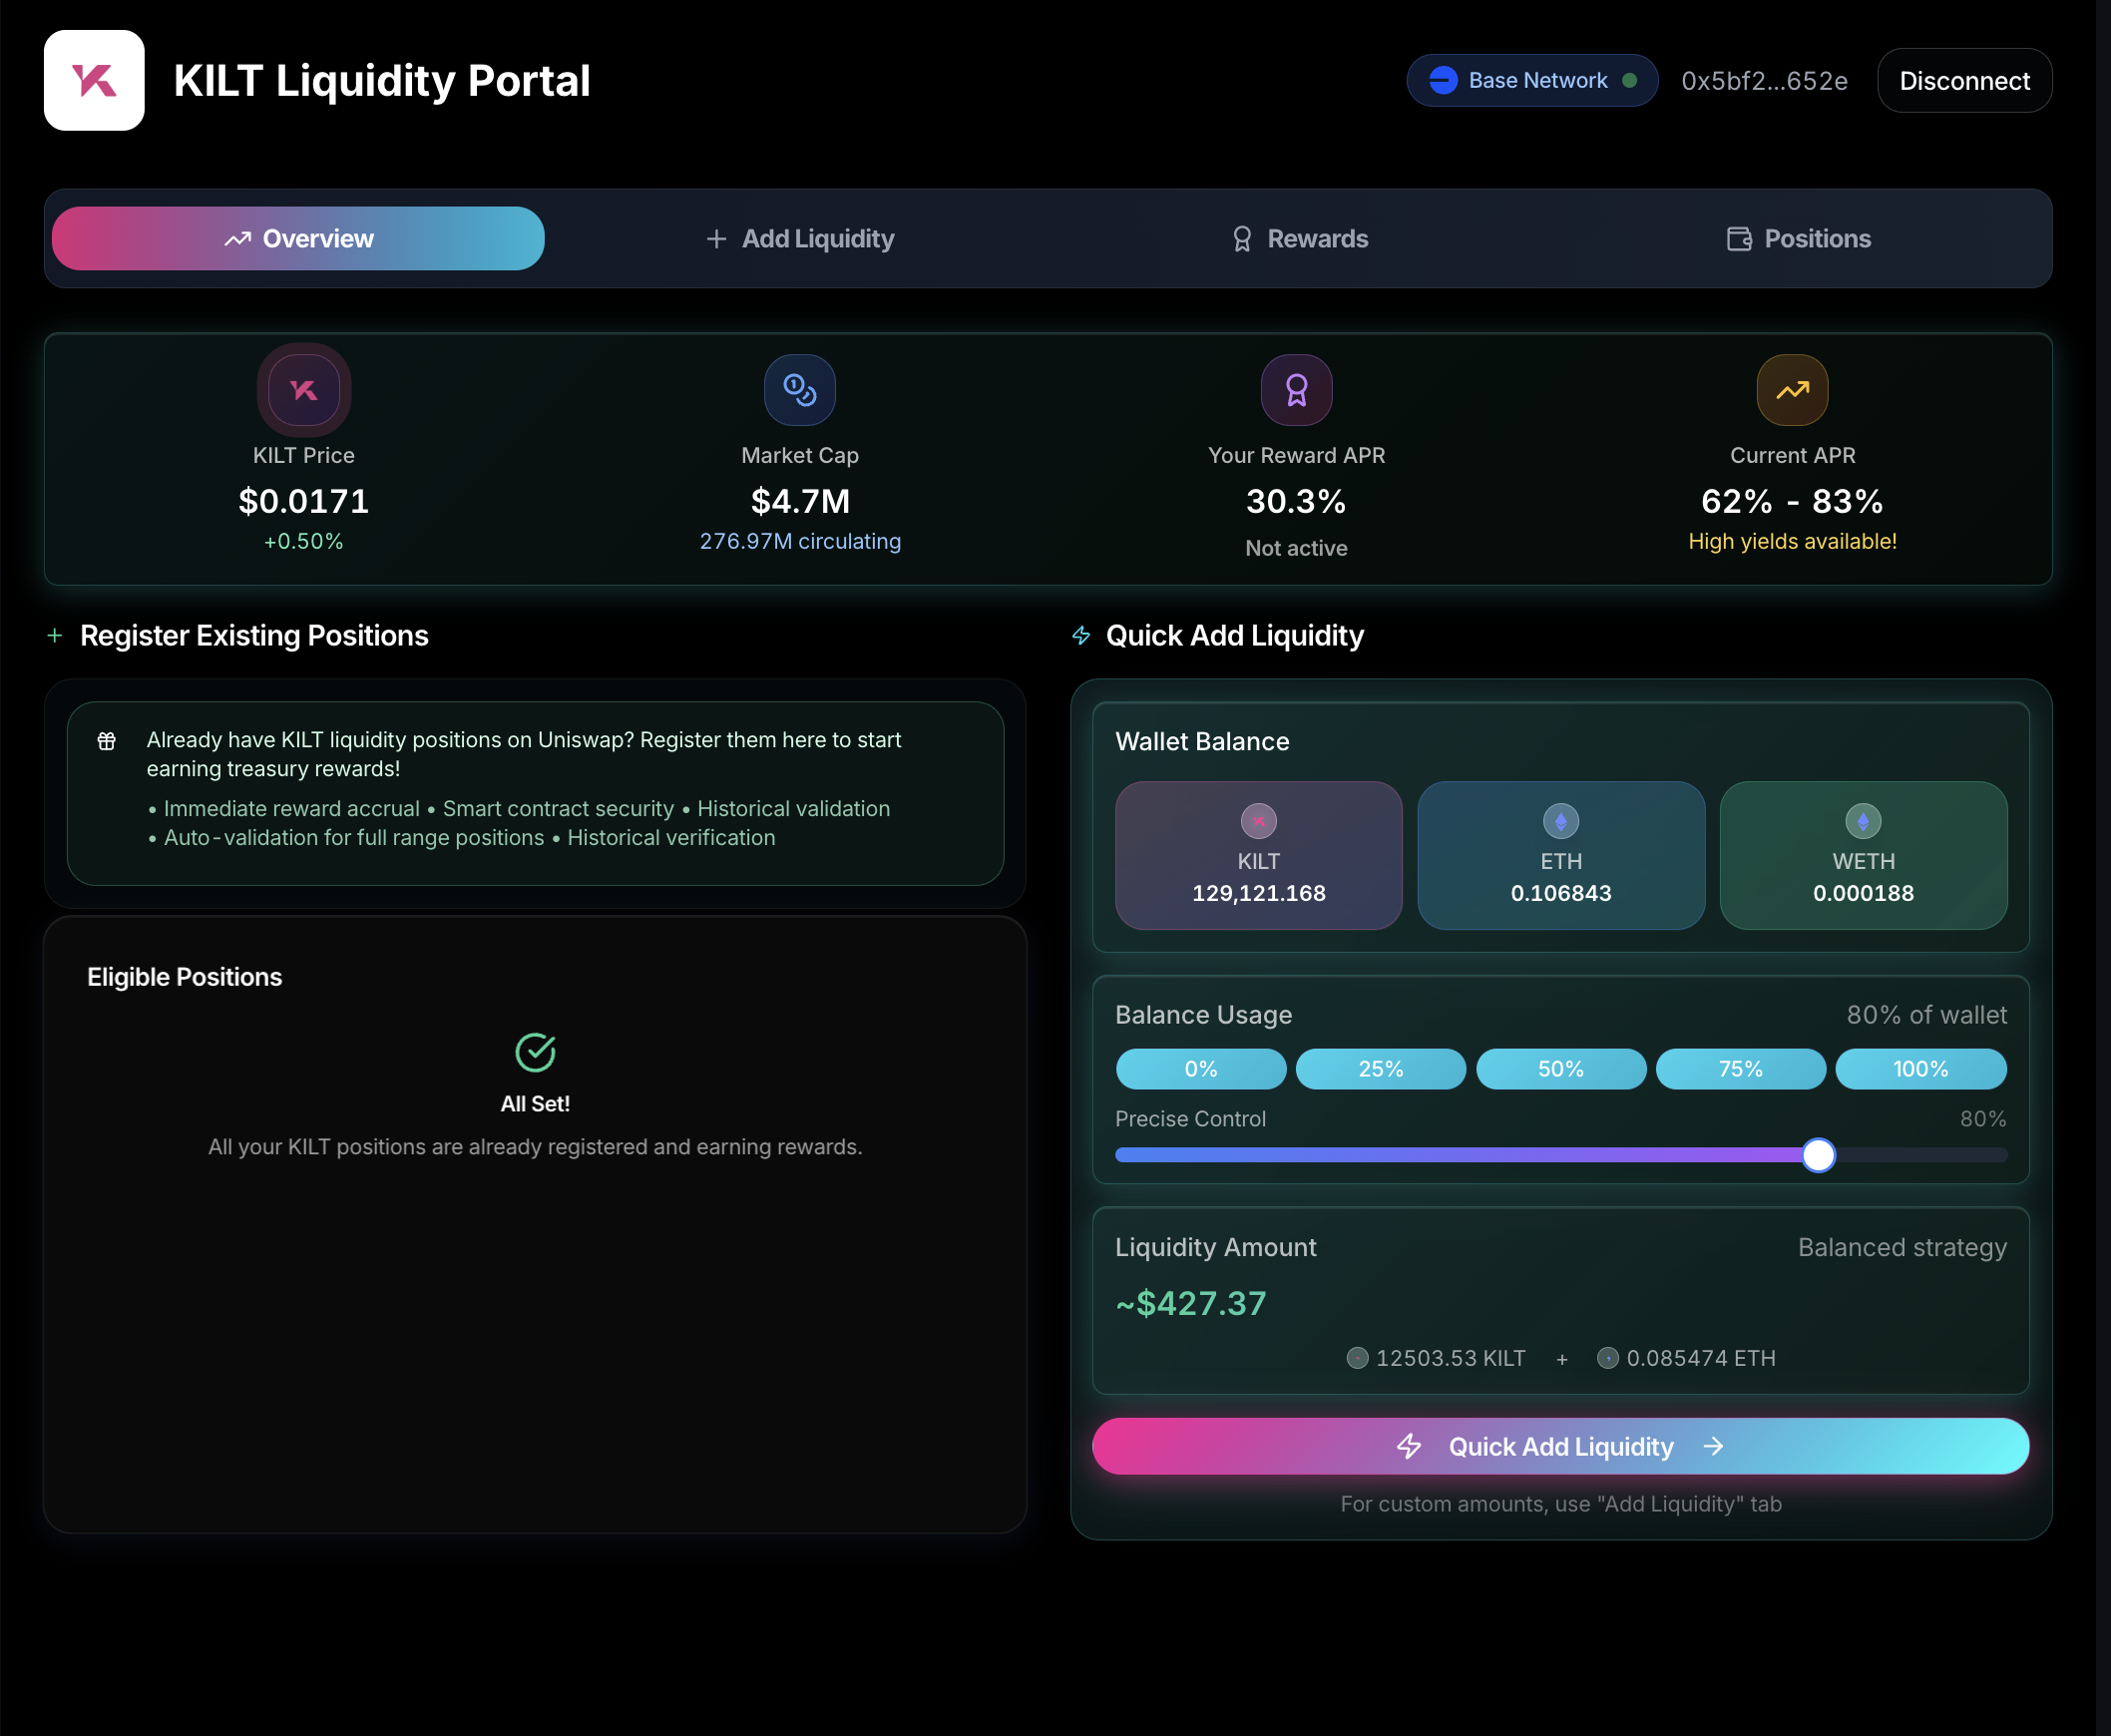 KILT Liquidity Portal
Base Network
0x5bf2...652e
Disconnect
Overview
Add Liquidity
Rewards
Positions
KILT Price
$0.0171
+0.50%
Market Cap
$4.7M
276.97M circulating
Your Reward APR
30.3%
Not active
Current APR
62% - 83%
High yields available!
Register Existing Positions
Already have KILT liquidity positions on Uniswap? Register them here to start
earning treasury rewards!
• Immediate reward accrual • Smart contract security • Historical validation
• Auto-validation for full range positions • Historical verification
Eligible Positions
All Set!
All your KILT positions are already registered and earning rewards.
Quick Add Liquidity
Wallet Balance
KILT
129,121.168
ETH
0.106843
WETH
0.000188
Balance Usage
80% of wallet
0%
25%
50%
75%
100%
Precise Control
80%
Liquidity Amount
Balanced strategy
~$427.37
12503.53 KILT + 0.085474 ETH
Quick Add Liquidity
For custom amounts, use "Add Liquidity" tab